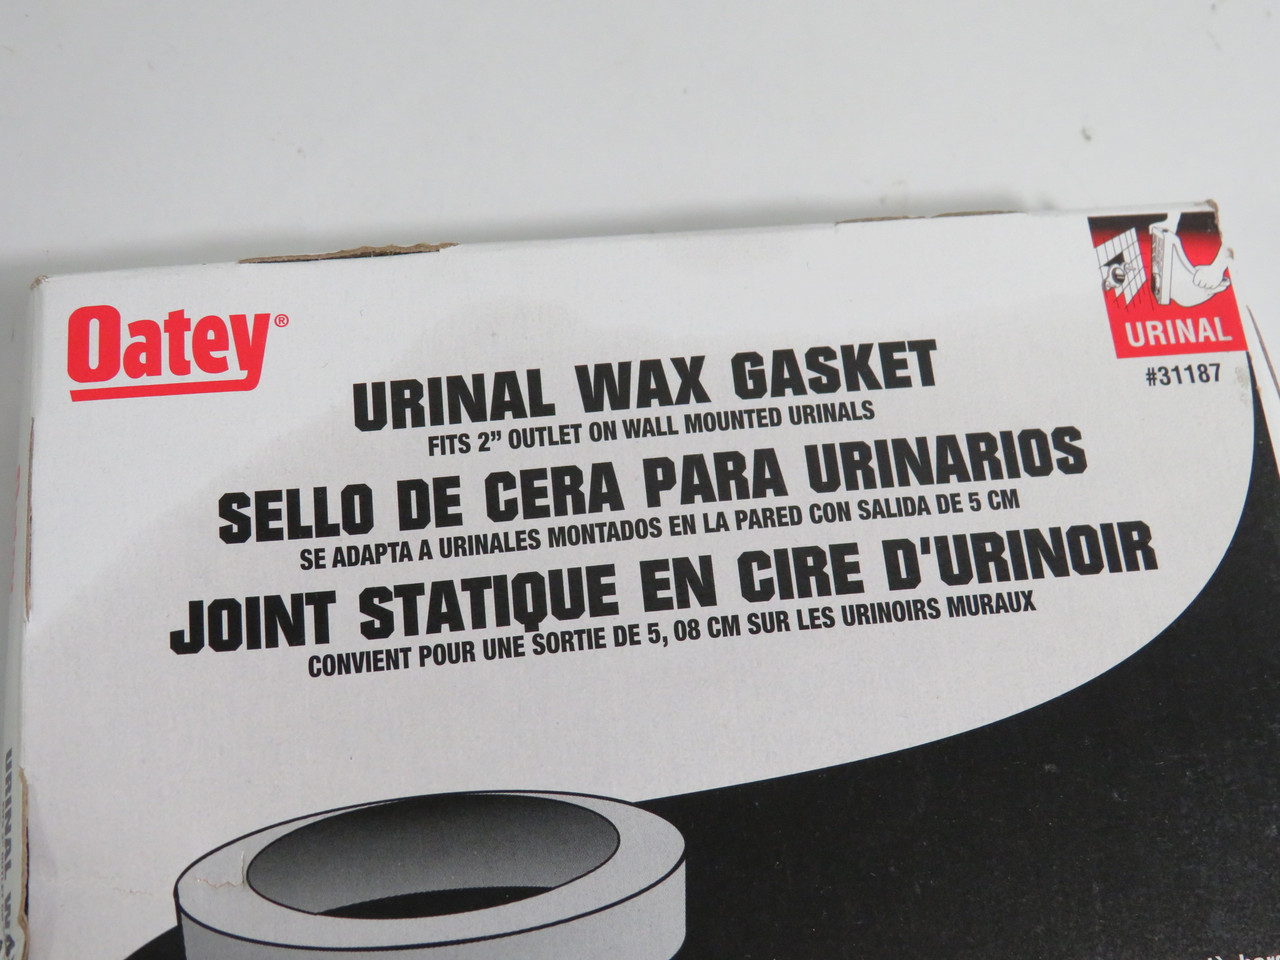 Oatey®
URINAL
#31187
URINAL WAX GASKET
FITS 2” OUTLET ON WALL MOUNTED URINALS
SELLO DE CERA PARA URINARIOS
SE ADAPTA A URINALES MONTADOS EN LA PARED CON SALIDA DE 5 CM
JOINT STATIQUE EN CIRE D'URINOIR
CONVIENT POUR UNE SORTIE DE 5, 08 CM SUR LES URINOIRS MURAUX
URINAL